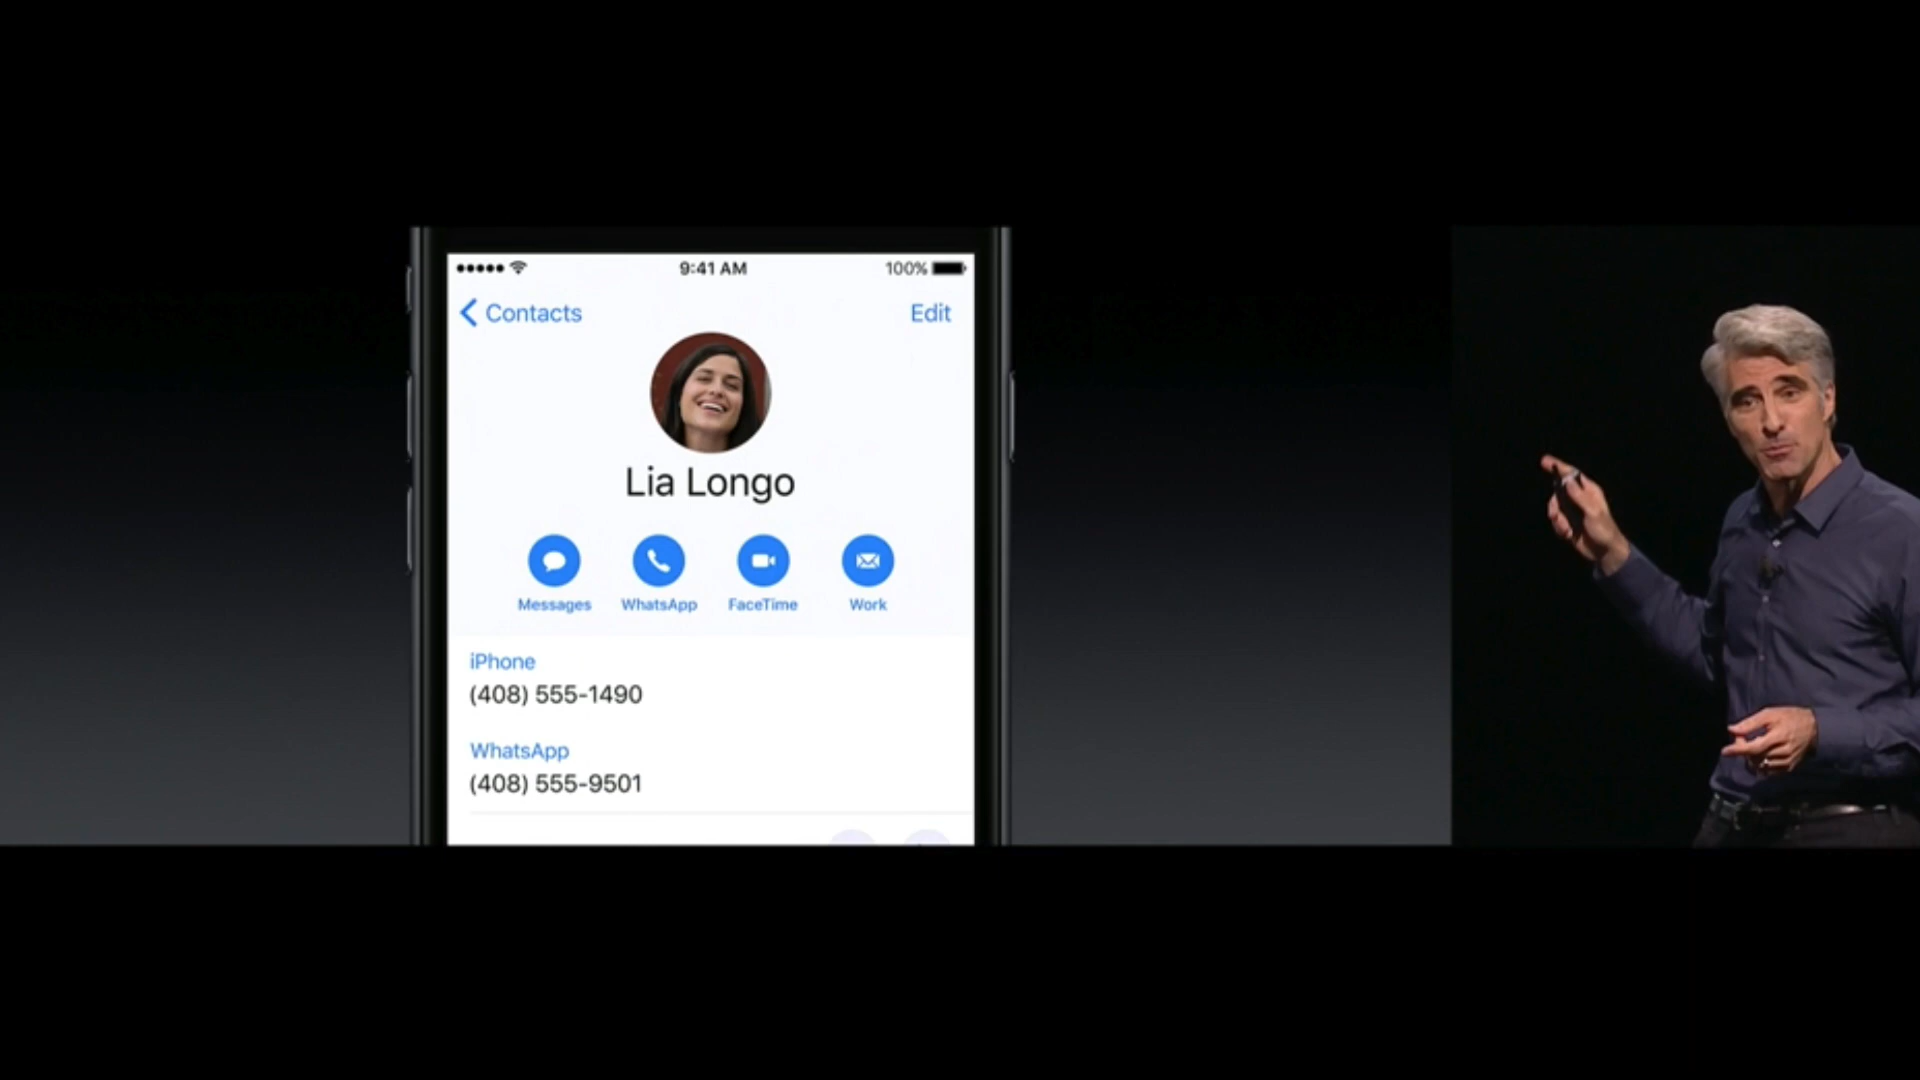 9:41 AM 100%
Contacts Edit
Lia Longo
Messages WhatsApp FaceTime Work
iPhone
(408) 555-1490
WhatsApp
(408) 555-9501